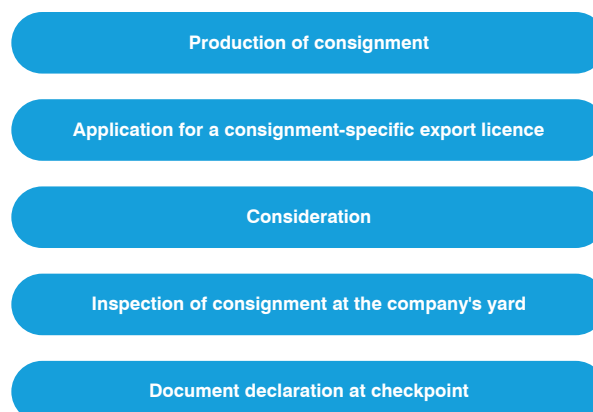 Production of consignment
Application for a consignment-specific export licence
Consideration
Inspection of consignment at the company's yard
Document declaration at checkpoint